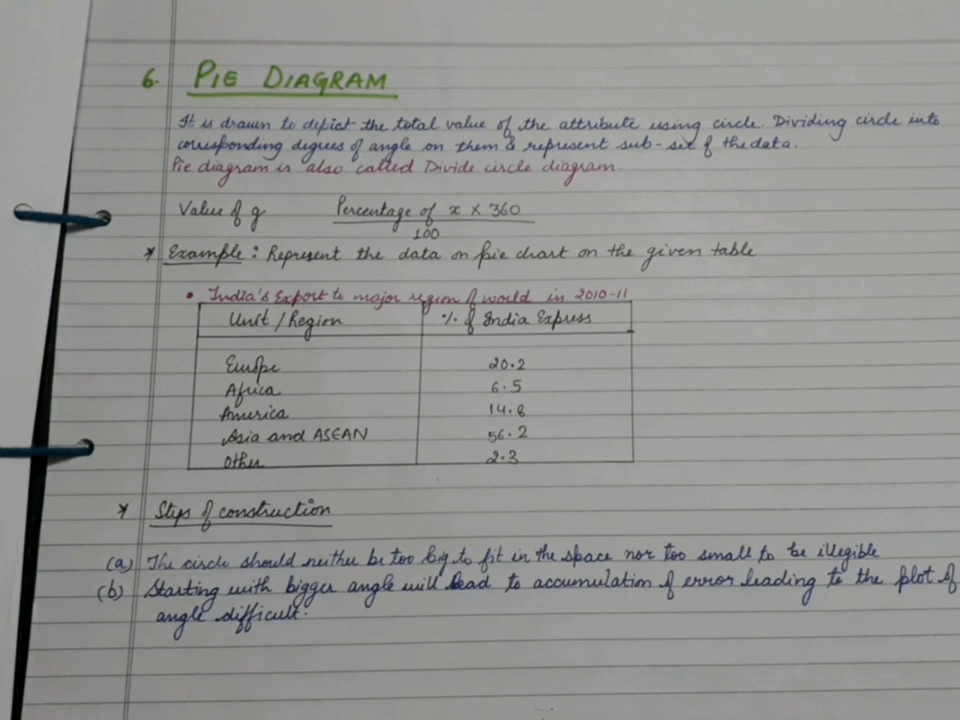 6. PIE DIAGRAM
It is drawn to depict the total value of the attribute using circle. Dividing circle into
corresponding degrees of angle on them & represent sub-set of the data.
Pie diagram is also called Divide circle diagram.
Value of g Percentage of x X 360
100
* Example : Represent the data on pie chart on the given table
• India's Export to major region of world in 2010-11
Unit / Region % of India Express
Europe 20.2
Africa 6.5
America 14.8
Asia and ASEAN 56.2
Other 2.3
* Steps of construction
(a) The circle should neither be too big to fit in the space nor too small to be illegible
(b) Starting with bigger angle will lead to accumulation of error leading to the plot of
angle difficult.